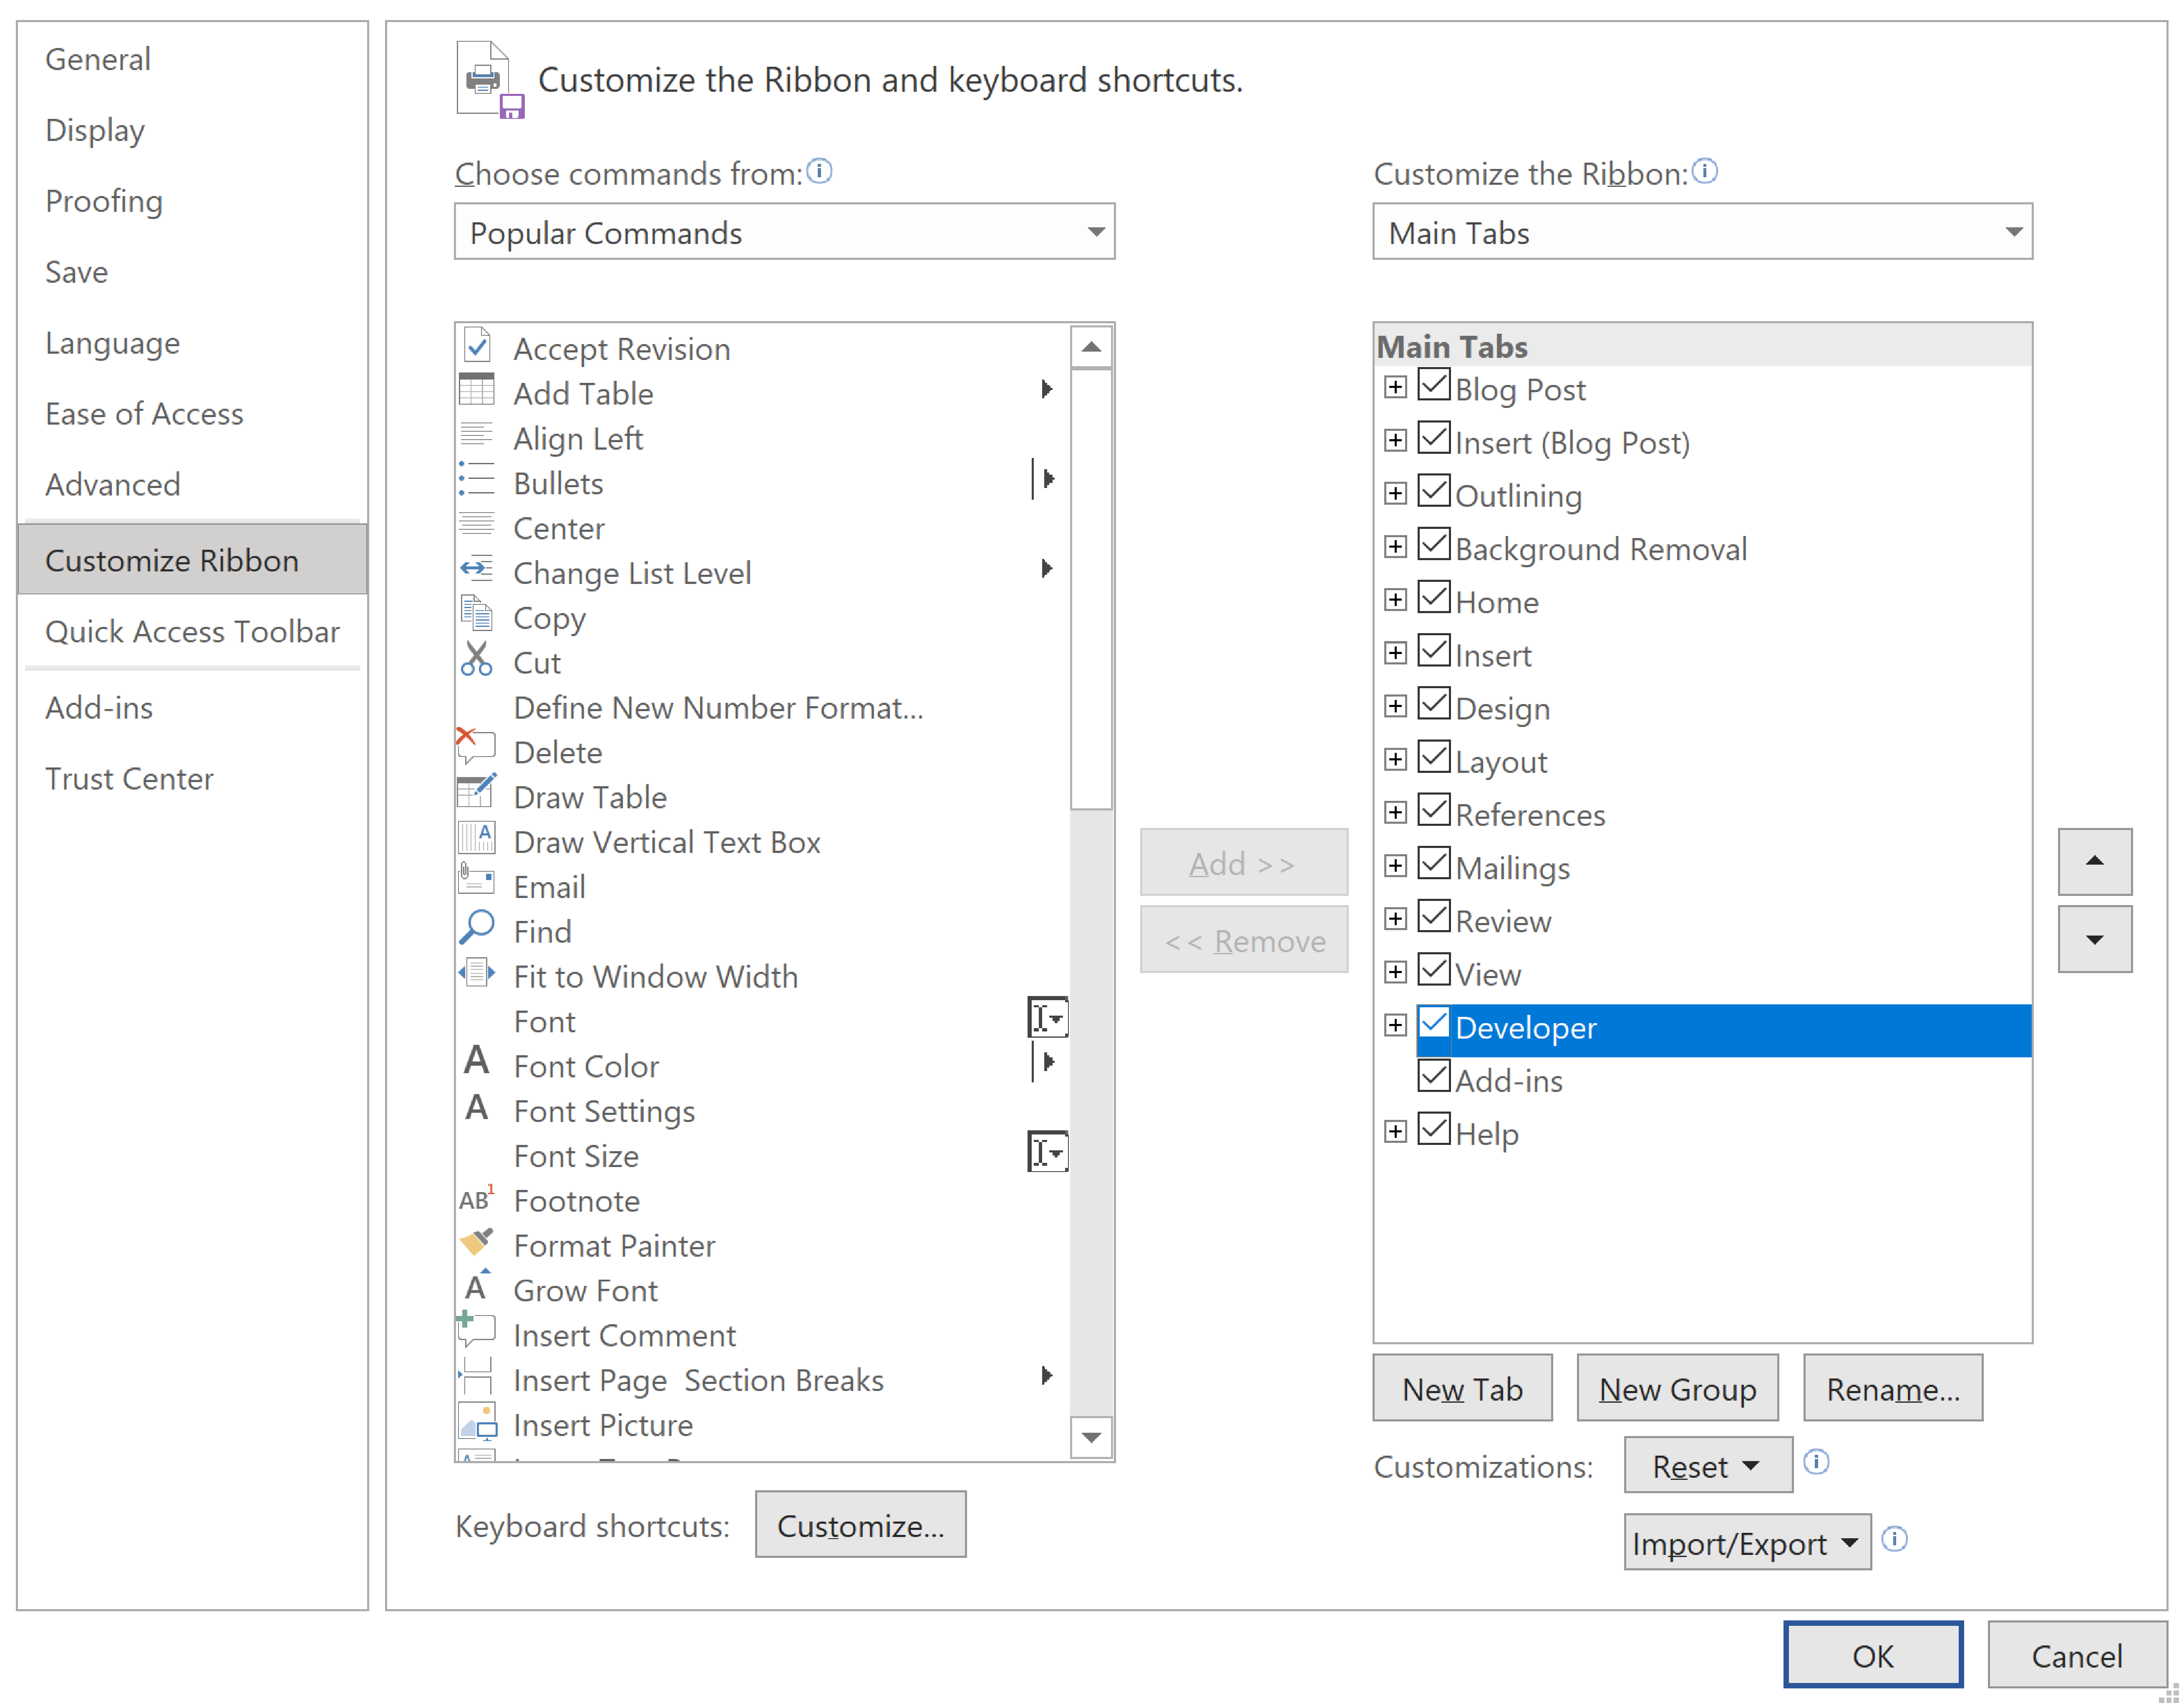 General
Display
Proofing
Save
Language
Ease of Access
Advanced
Customize Ribbon
Quick Access Toolbar
Add-ins
Trust Center
Customize the Ribbon and keyboard shortcuts.
Choose commands from:
Popular Commands
Accept Revision
Add Table
Align Left
Bullets
Center
Change List Level
Copy
Cut
Define New Number Format...
Delete
Draw Table
Draw Vertical Text Box
Email
Find
Fit to Window Width
Font
Font Color
Font Settings
Font Size
Footnote
Format Painter
Grow Font
Insert Comment
Insert Page  Section Breaks
Insert Picture
Keyboard shortcuts: Customize...
Add >>
<< Remove
Customize the Ribbon:
Main Tabs
Main Tabs
Blog Post
Insert (Blog Post)
Outlining
Background Removal
Home
Insert
Design
Layout
References
Mailings
Review
View
Developer
Add-ins
Help
New Tab New Group Rename...
Customizations: Reset
Import/Export
OK Cancel